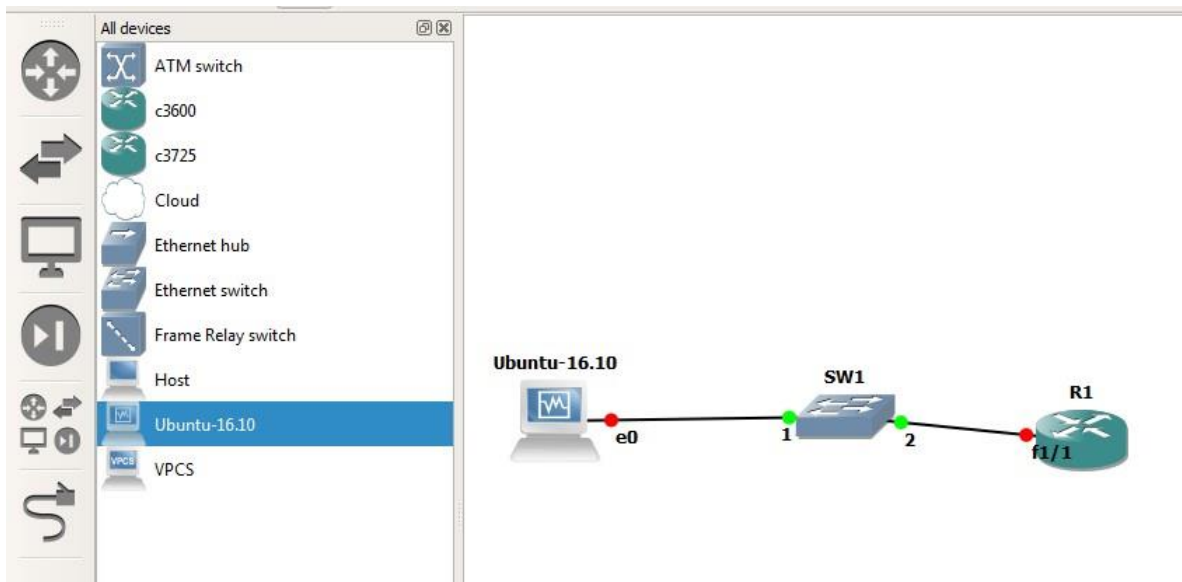 All devices
ATM switch
c3600
c3725
Cloud
Ethernet hub
Ethernet switch
Frame Relay switch
Host
Ubuntu-16.10
VPCS
VPCS
Ubuntu-16.10
e0
SW1
1
2
R1
f1/1